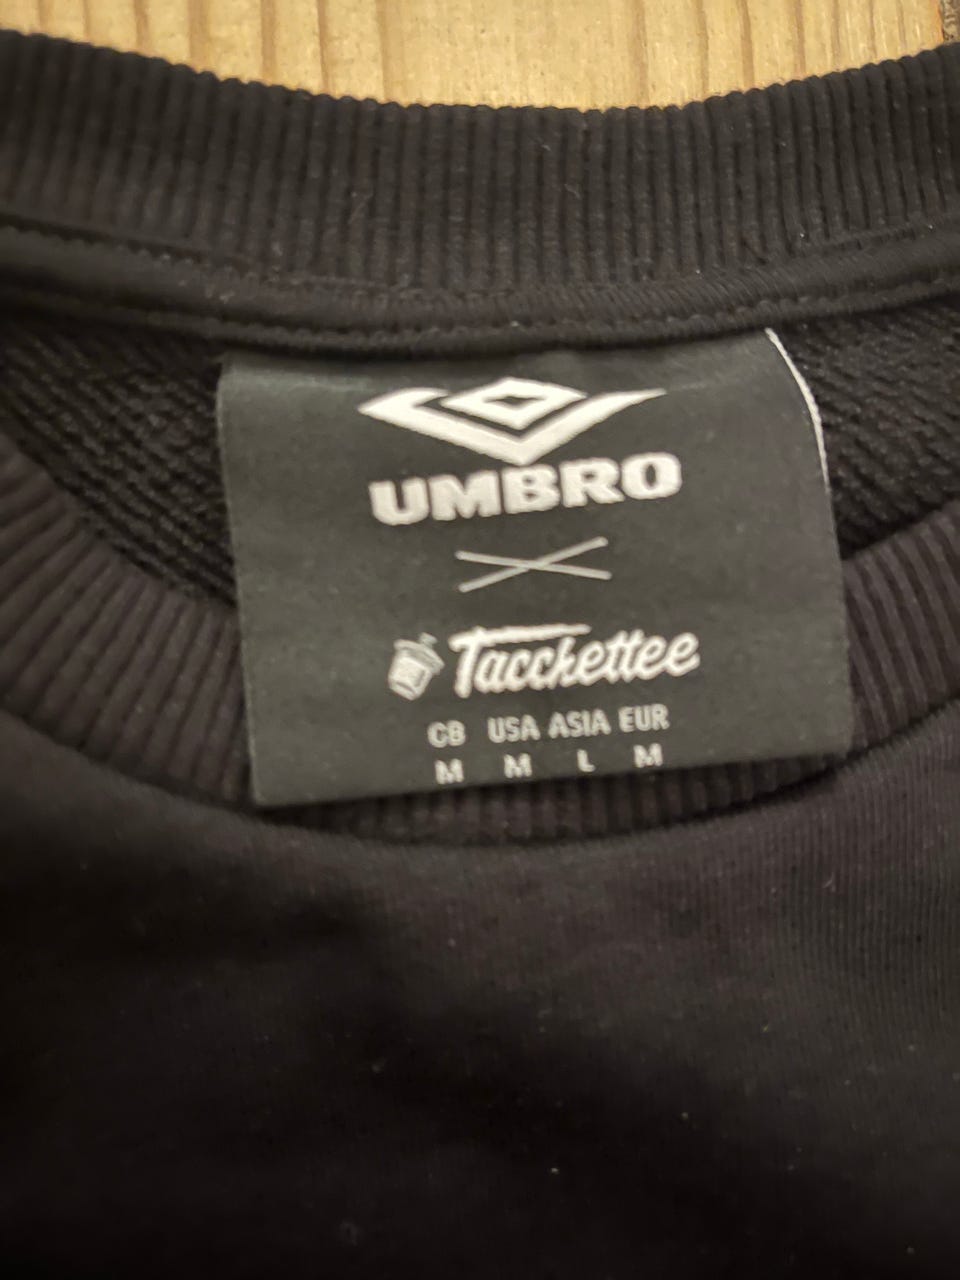 UMBRO
Tacchettee
GB USA ASIA EUR
M M L M